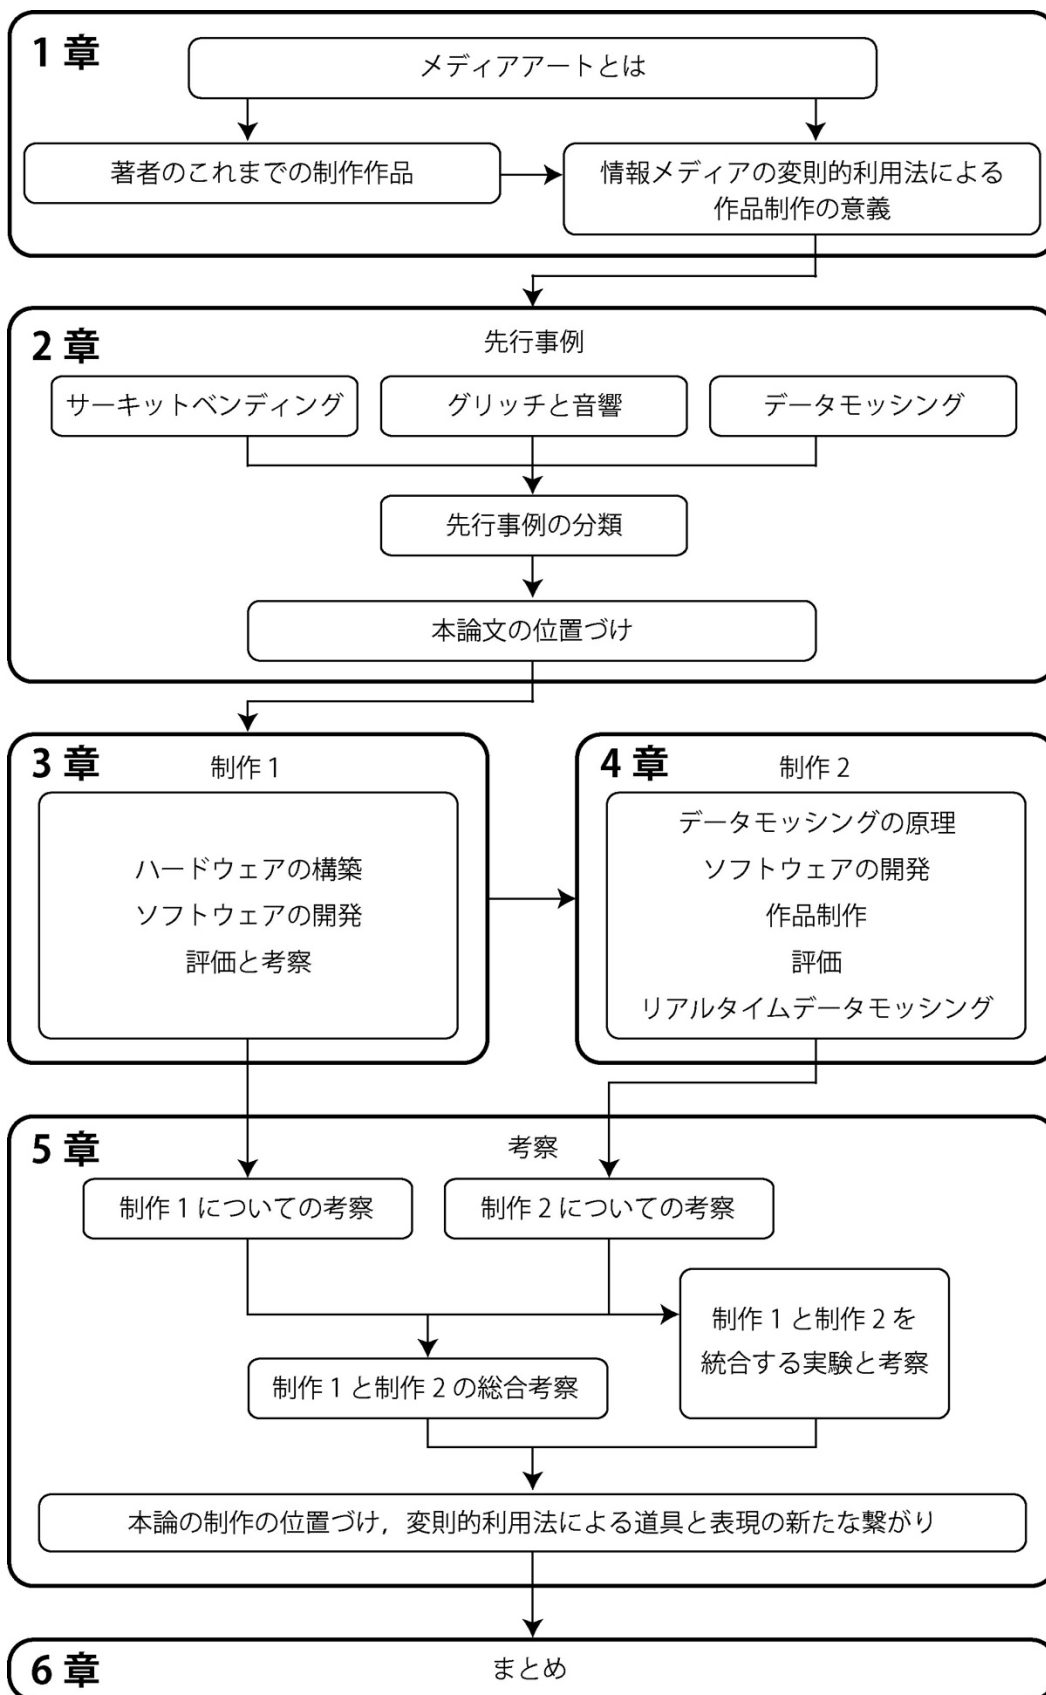 1 章
メディアアートとは
著者のこれまでの制作作品
情報メディアの変則的利用法による
作品制作の意義
2 章
先行事例
サーキットベンディング
グリッチと音響
データモッシング
先行事例の分類
本論文の位置づけ
3 章
制作 1
ハードウェアの構築
ソフトウェアの開発
評価と考察
4 章
制作 2
データモッシングの原理
ソフトウェアの開発
作品制作
評価
リアルタイムデータモッシング
5 章
考察
制作 1 についての考察
制作 2 についての考察
制作 1 と制作 2 を
統合する実験と考察
制作 1 と制作 2 の総合考察
本論の制作の位置づけ，変則的利用法による道具と表現の新たな繋がり
6 章
まとめ